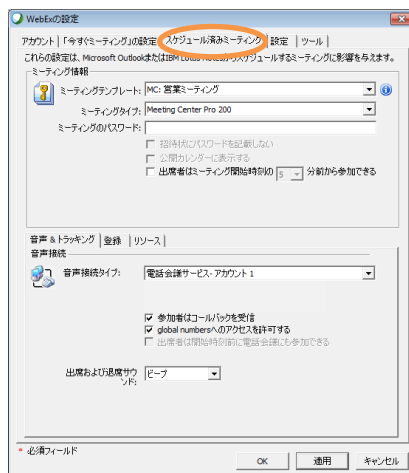 WebExの設定
アカウント 「今すぐミーティング」の設定 スケジュール済みミーティング 設定 ツール
これらの設定は、Microsoft OutlookまたはIBM Lotus Notesからスケジュールするミーティングに影響を与えます。
ミーティング情報
ミーティングテンプレート: MC: 営業ミーティング
ミーティングタイプ: Meeting Center Pro 200
ミーティングのパスワード:
招待状にパスワードを記載しない
公開カレンダーに表示する
出席者はミーティング開始時刻の 5 分前から参加できる
音声 & トラッキング 登録 リソース
音声接続
音声接続タイプ: 電話会議サービス- アカウント 1
参加者はコールバックを受信
global numbersへのアクセスを許可する
出席者は開始時刻前に電話会議にも参加できる
出席および退席サウ ビープ
ンド:
* 必須フィールド
OK 適用 キャンセル